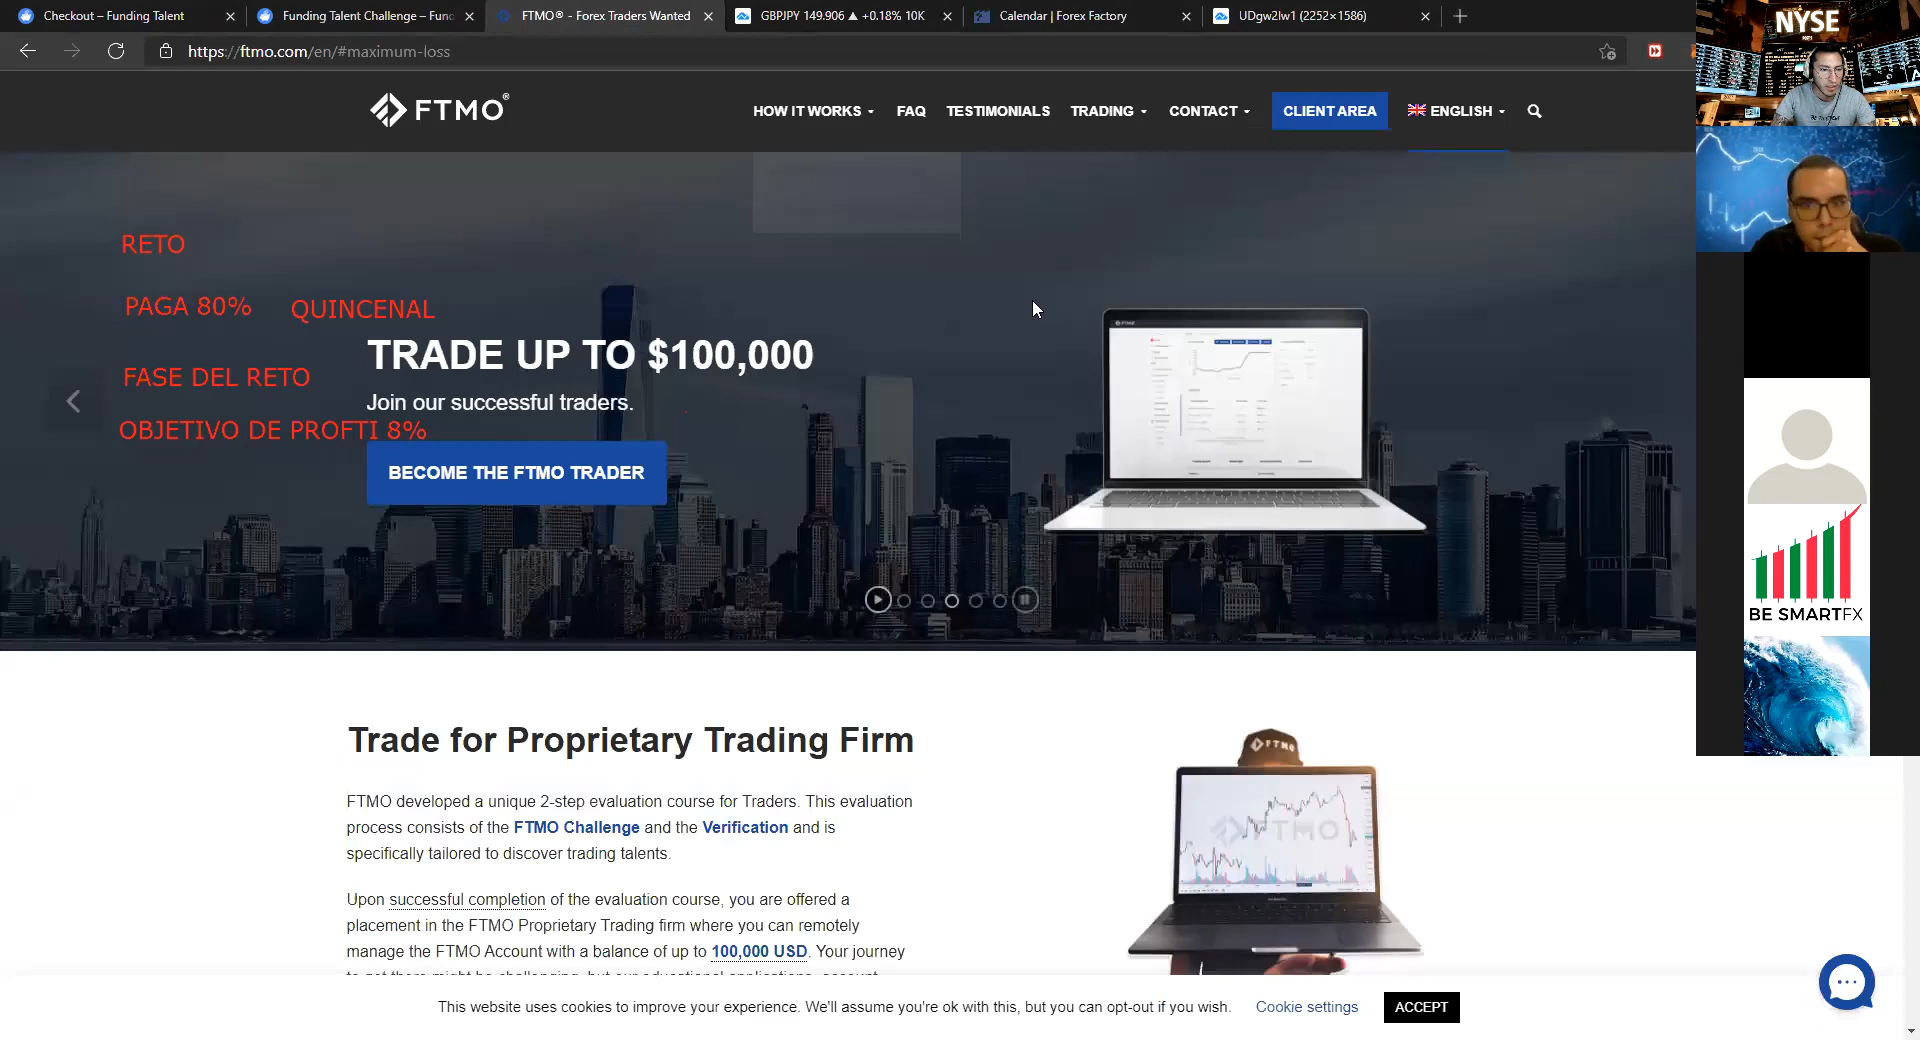 Checkout – Funding Talent
Funding Talent Challenge – Func
FTMO® - Forex Traders Wanted
GBPJPY 149.906 ▲ +0.18% 10K
Calendar | Forex Factory
UDgw2lw1 (2252×1586)
https://ftmo.com/en/#maximum-loss
FTMO®
HOW IT WORKS
FAQ
TESTIMONIALS
TRADING
CONTACT
CLIENT AREA
ENGLISH
NYSE
RETO
PAGA 80% QUINCENAL
TRADE UP TO $100,000
FASE DEL RETO
Join our successful traders.
OBJETIVO DE PROFTI 8%
BECOME THE FTMO TRADER
BE SMARTFX
Trade for Proprietary Trading Firm
FTMO
FTMO developed a unique 2-step evaluation course for Traders. This evaluation
process consists of the FTMO Challenge and the Verification and is
specifically tailored to discover trading talents.
FTMO
Upon successful completion of the evaluation course, you are offered a
placement in the FTMO Proprietary Trading firm where you can remotely
manage the FTMO Account with a balance of up to 100,000 USD. Your journey
This website uses cookies to improve your experience. We'll assume you're ok with this, but you can opt-out if you wish.
Cookie settings
ACCEPT